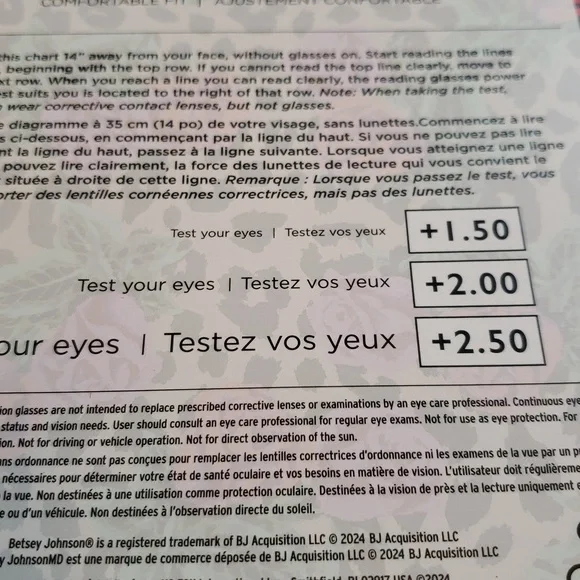 COMFORTABLE FIT | AJUSTEMENT CONFORTABLE
this chart 14" away from your face, without glasses on. Start reading the lines
, beginning with the top row. If you cannot read the top line clearly, move to
xt row. When you reach a line you can read clearly, the reading glasses power
est suits you is located to the right of that row. Note: When taking the test,
wear corrective contact lenses, but not glasses.
e diagramme à 35 cm (14 po) de votre visage, sans lunettes.Commencez à lire
s ci-dessous, en commençant par la ligne du haut. Si vous ne pouvez pas lire
nt la ligne du haut, passez à la ligne suivante. Lorsque vous atteignez une ligne
pouvez lire clairement, la force des lunettes de lecture qui vous convient le
située à droite de cette ligne. Remarque : Lorsque vous passez le test, vous
orter des lentilles cornéennes correctrices, mais pas des lunettes.
Test your eyes | Testez vos yeux +1.50
Test your eyes | Testez vos yeux +2.00
our eyes | Testez vos yeux +2.50
ion glasses are not intended to replace prescribed corrective lenses or examinations by an eye care professional. Continuous eye
status and vision needs. User should consult an eye care professional for regular eye exams. Not for use as eye protection. For
ion. Not for driving or vehicle operation. Not for direct observation of the sun.
ans ordonnance ne sont pas conçues pour remplacer les lentilles correctrices d'ordonnance ni les examens de la vue par un p
nécessaires pour déterminer votre état de santé oculaire et vos besoins en matière de vision. L'utilisateur doit régulièreme
la vue. Non destinées à une utilisation comme protection oculaire. Destinées à la vision de près et la lecture uniquement e
e ou d'un véhicule. Non destinées à l'observation directe du soleil.
Betsey Johnson® is a registered trademark of BJ Acquisition LLC © 2024 BJ Acquisition LLC
y JohnsonMD est une marque de commerce déposée de BJ Acquisition LLC © 2024 BJ Acquisition LLC
Smithfield, RI 02917 USA ©2024